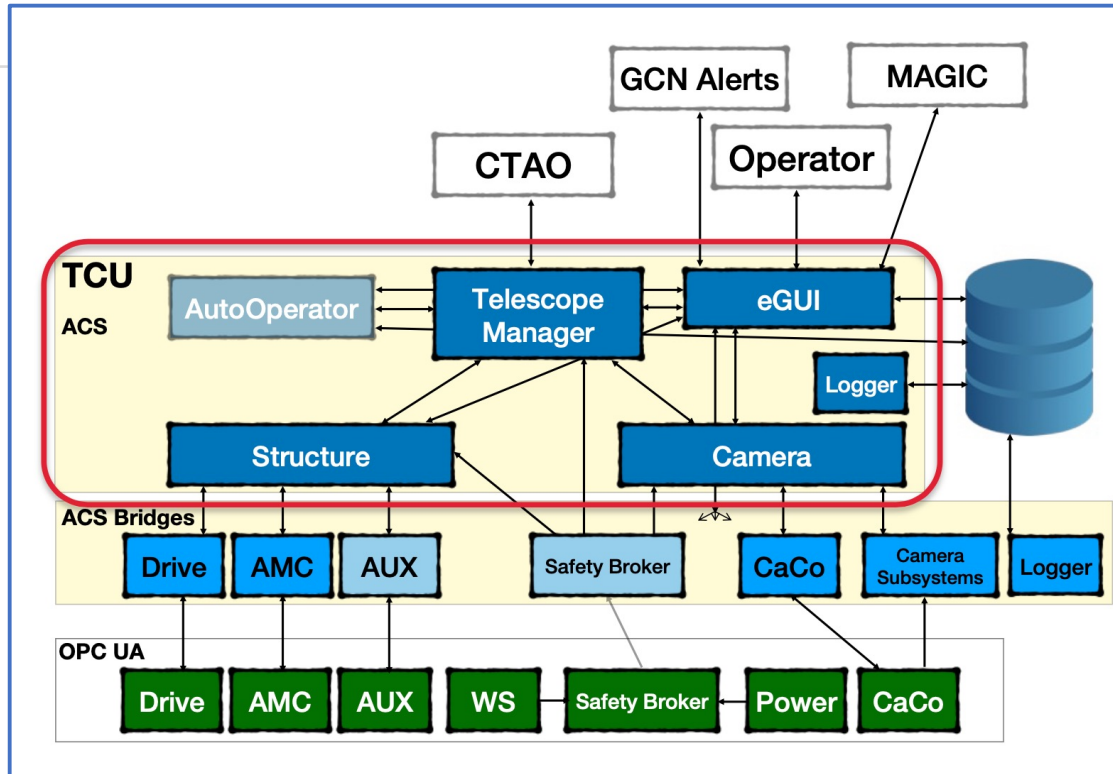 GCN Alerts
MAGIC
CTAO
Operator
TCU
ACS
AutoOperator
Telescope
Manager
eGUI
Logger
Structure
Camera
ACS Bridges
Drive
AMC
AUX
Safety Broker
CaCo
Camera
Subsystems
Logger
OPC UA
Drive
AMC
AUX
WS
Safety Broker
Power
CaCo